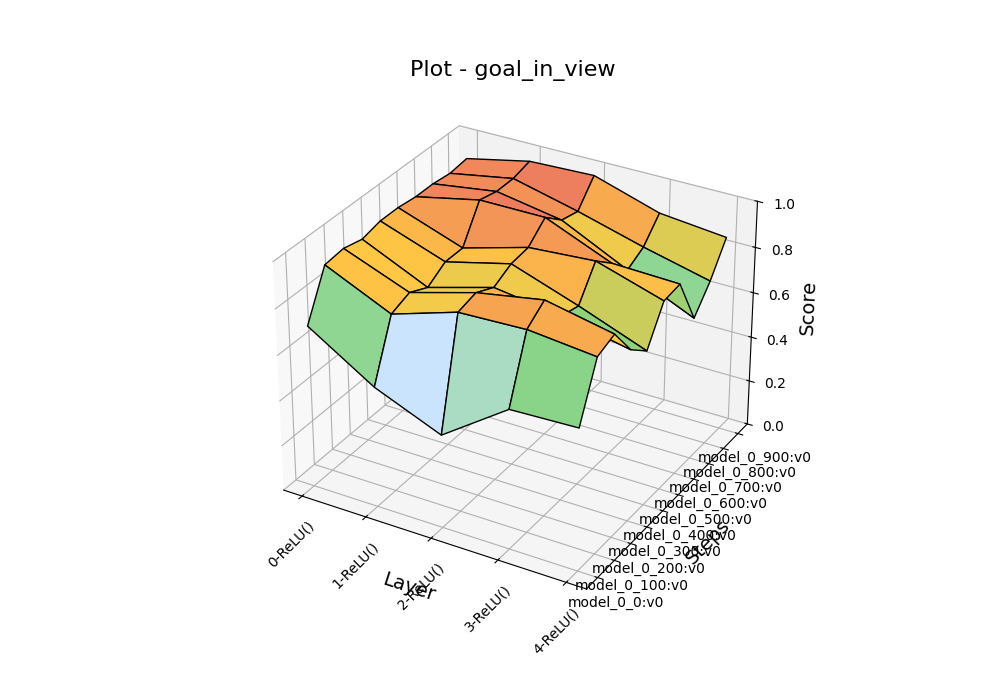 Plot - goal_in_view
1.0
0.8
0.6
0.4
0.2
0.0
Score
model_0_900:v0
model_0_800:v0
model_0_700:v0
model_0_600:v0
model_0_500:v0
model_0_400:v0
model_0_300:v0
model_0_200:v0
model_0_100:v0
model_0_0:v0
Steps
0-ReLU()
1-ReLU()
2-ReLU()
3-ReLU()
4-ReLU()
Layer